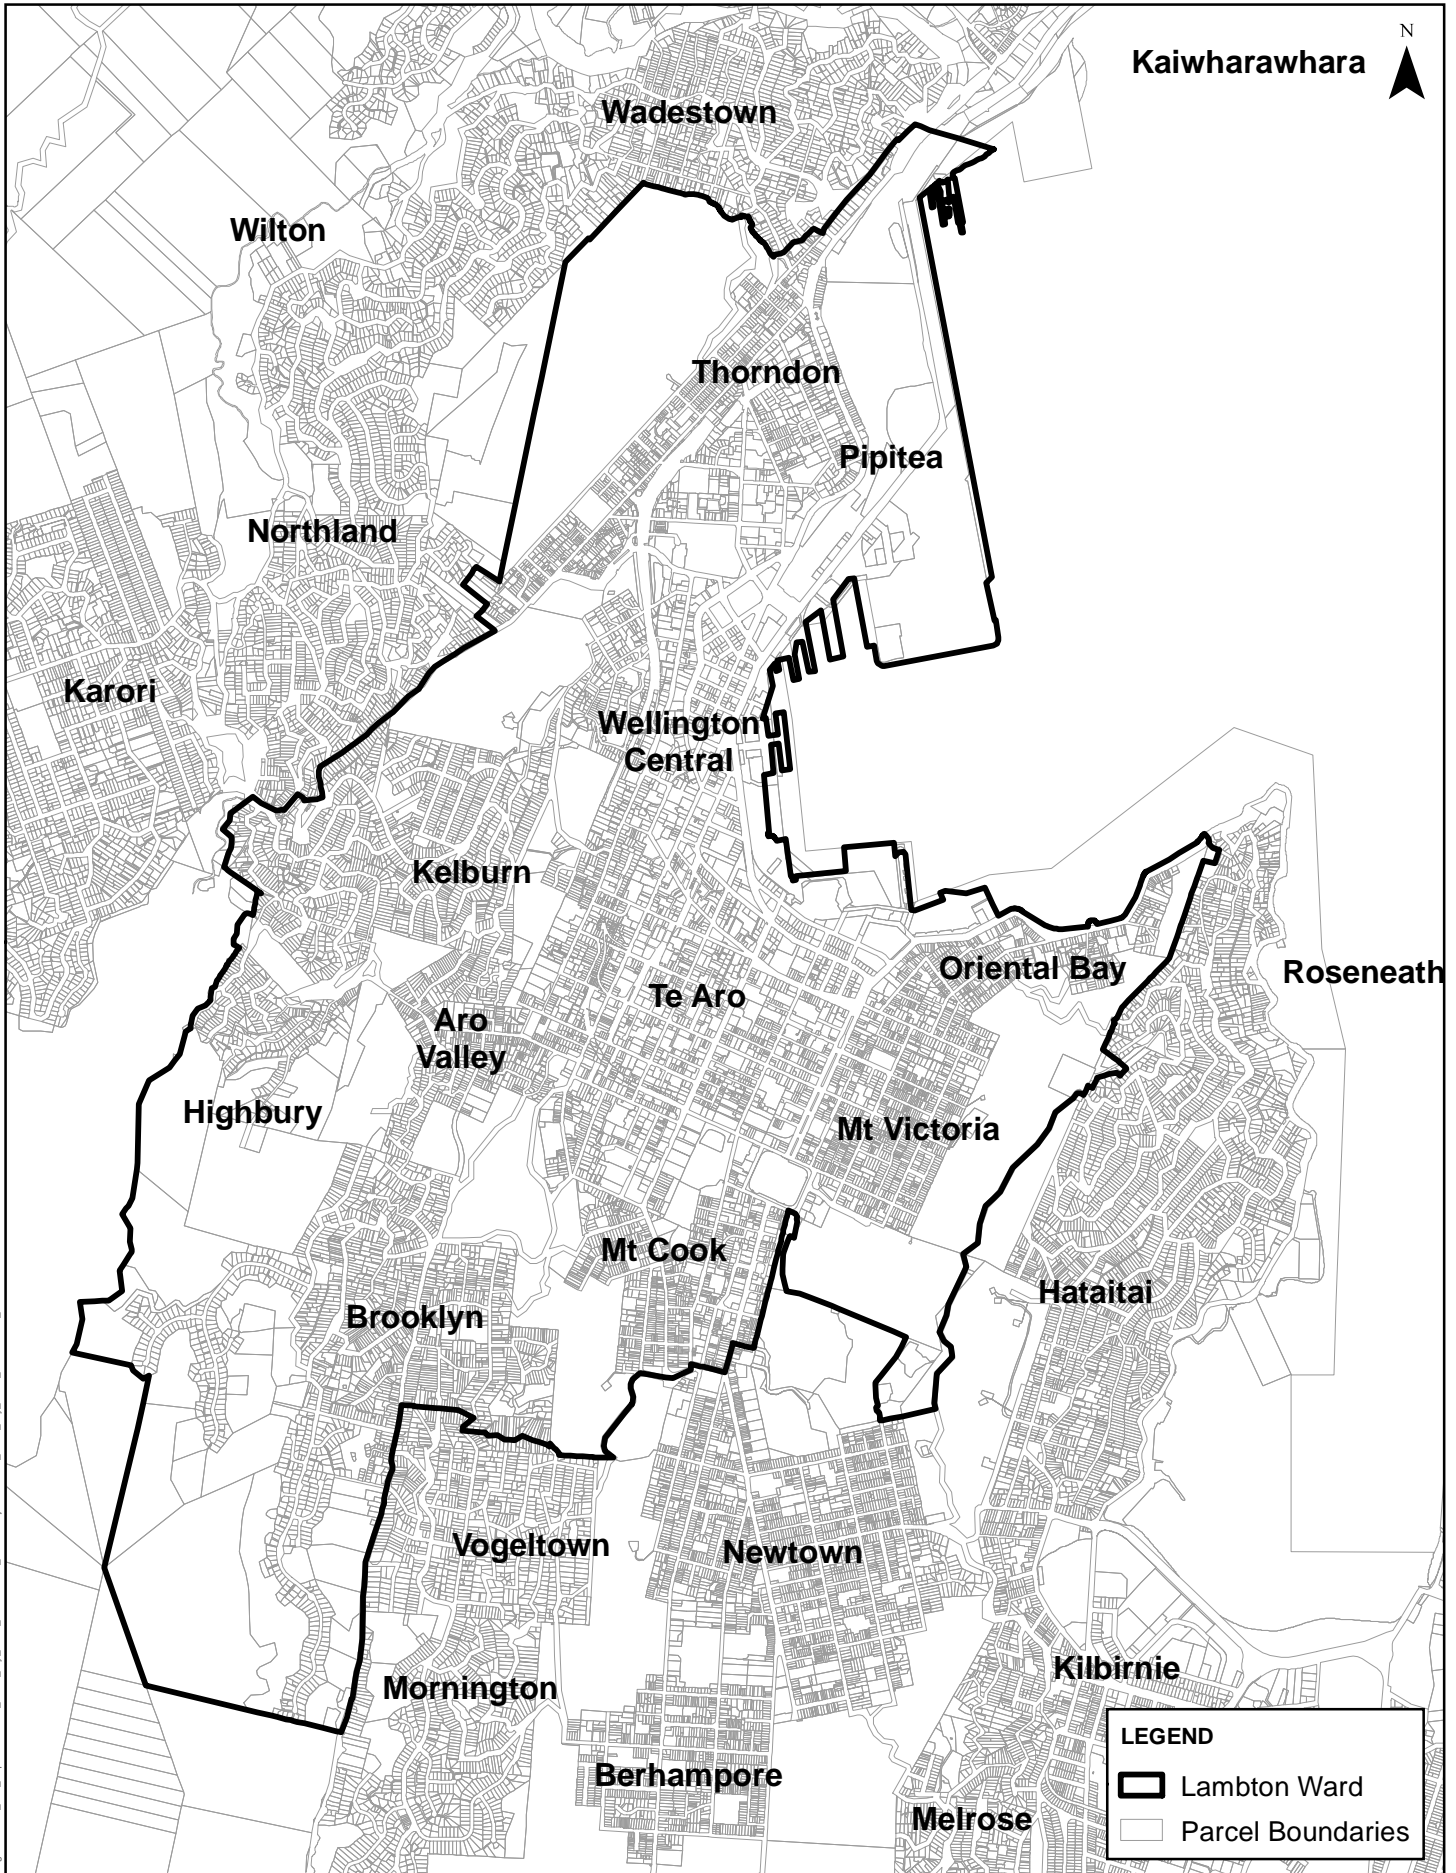 N
Kaiwharawhara
Wadestown
Wilton
Thorndon
Pipitea
Northland
Karori
Wellington
Central
Kelburn
Oriental Bay
Roseneath
Te Aro
Aro
Valley
Highbury
Mt Victoria
Mt Cook
Hataitai
Brooklyn
Vogeltown
Newtown
Kilbirnie
Mornington
Berhampore
Melrose
LEGEND
Lambton Ward
Parcel Boundaries